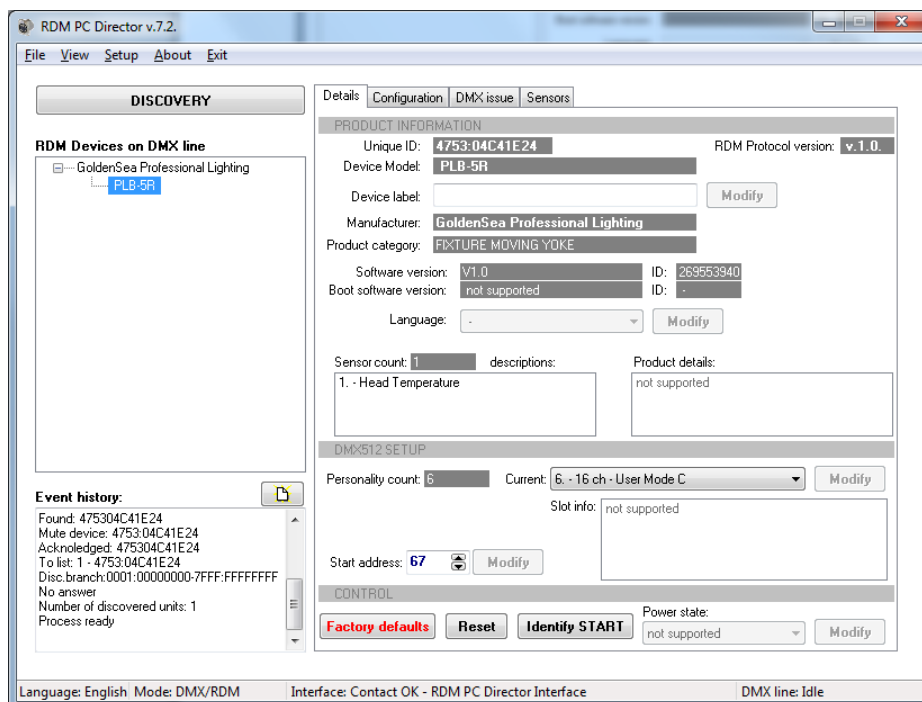 RDM PC Director v.7.2.
File View Setup About Exit
DISCOVERY
RDM Devices on DMX line
GoldenSea Professional Lighting
PLB-5R
Event history:
Found: 475304C41E24
Mute device: 4753:04C41E24
Acknoledged: 475304C41E24
To list: 1 - 4753:04C41E24
Disc.branch:0001:00000000-7FFF:FFFFFFFF
No answer
Number of discovered units: 1
Process ready
Details Configuration DMX issue Sensors
PRODUCT INFORMATION
Unique ID: 4753:04C41E24 RDM Protocol version: v.1.0.
Device Model: PLB-5R
Device label: Modify
Manufacturer: GoldenSea Professional Lighting
Product category: FIXTURE MOVING YOKE
Software version: V1.0 ID: 269553940
Boot software version: not supported ID: -
Language: - Modify
Sensor count: 1 descriptions: Product details:
1. - Head Temperature not supported
DMX512 SETUP
Personality count: 6 Current: 6. - 16 ch - User Mode C Modify
Slot info: not supported
Start address: 67 Modify
CONTROL
Power state:
Factory defaults Reset Identify START not supported Modify
Language: English Mode: DMX/RDM Interface: Contact OK - RDM PC Director Interface DMX line: Idle